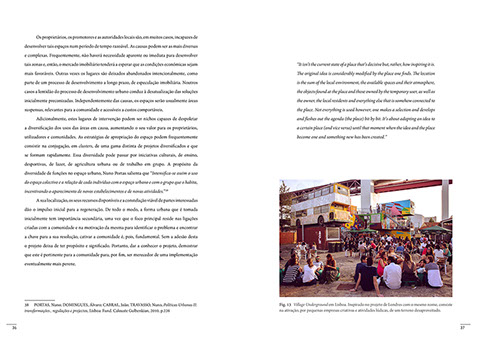 Os proprietários, os promotores e as autoridades locais são, em muitos casos, incapazes de
desenvolver tais espaços num período de tempo razoável. As causas podem ser as mais diversas
e complexas. Frequentemente, não haverá necessidade aparente ou imediata para desenvolver
tais zonas e, então, o mercado imobiliário tenderá a esperar que as condições económicas sejam
mais favoráveis. Outras vezes os lugares são deixados abandonados intencionalmente, como
parte de um processo de desenvolvimento a longo prazo, de especulação imobiliária. Noutros
casos a lentidão do processo de desenvolvimento urbano conduz à desatualização das soluções
inicialmente preconizadas. Independentemente das causas, os espaços serão usualmente áreas
suspensas, relevantes para a comunidade e acessíveis a custos comportáveis.
Adicionalmente, estes lugares de intervenção podem ser nichos capazes de despoletar
a diversificação dos usos das áreas em causa, aumentando o seu valor para os proprietários,
utilizadores e comunidades. As estratégias de apropriação do espaço podem frequentemente
consistir na conjugação, em clusters, de uma gama distinta de projetos diversificados e que
se formam rapidamente. Essa diversidade pode passar por iniciativas culturais, de ensino,
desportivas, de lazer, de agricultura urbana ou de trabalho em grupo. A propósito da
diversidade de funções no espaço urbano, Nuno Portas salienta que "Intensificar-se assim o uso
do espaço coletivo e a relação de cada indivíduo com o espaço urbano e com o grupo que o habita,
incentivando o aparecimento de novos estabelecimentos e de novas atividades."
A sua localização, os seus recursos disponíveis e a constelação viável de partes interessadas
dão o impulso inicial para a regeneração. De todo o modo, a forma urbana que é tomada
inicialmente tem importância secundária, uma vez que o foco principal reside nas ligações
criadas com a comunidade e na motivação da mesma para identificar o problema e encontrar
a chave para a sua resolução, cativar a comunidade é, pois, fundamental. Sem a adesão desta
o projeto deixa de ter propósito e significado. Portanto, dar a conhecer o projeto, demonstrar
que este é pertinente para a comunidade para, por fim, ser merecedor de uma implementação
eventualmente mais perene.
PORTAS, Nuno; DOMINGUES, Álvaro; CABRAL, João; Políticas Urbanas II:
transformações, regulação e projectos, Lisboa: Fund. Calouste Gulbenkian, 2011, p.
36
"It isn't the current state of a place that's decisive but, rather, how inspiring it is.
The original idea is considerably modified by the place one finds. The location
is the sum of the local environment, the available spaces and their atmosphere,
the objects found at the place and those owned by the temporary user, as well as
the owner, the local residents and everything else that is somehow connected to
the place. Not everything is used however, one makes a selection and develops
and fleshes out the agenda (the place) bit by bit. It's about adapting an idea to
a certain place (and vice versa) until that moment when the idea and the place
become one and something new has been created."
Fig. 13 Village Underground em Lisboa. Inspirado no projeto de Londres com o mesmo nome, consiste
na atração, por pequenas empresas criativas e atividades lúdicas, de um terreno desaproveitado.
37